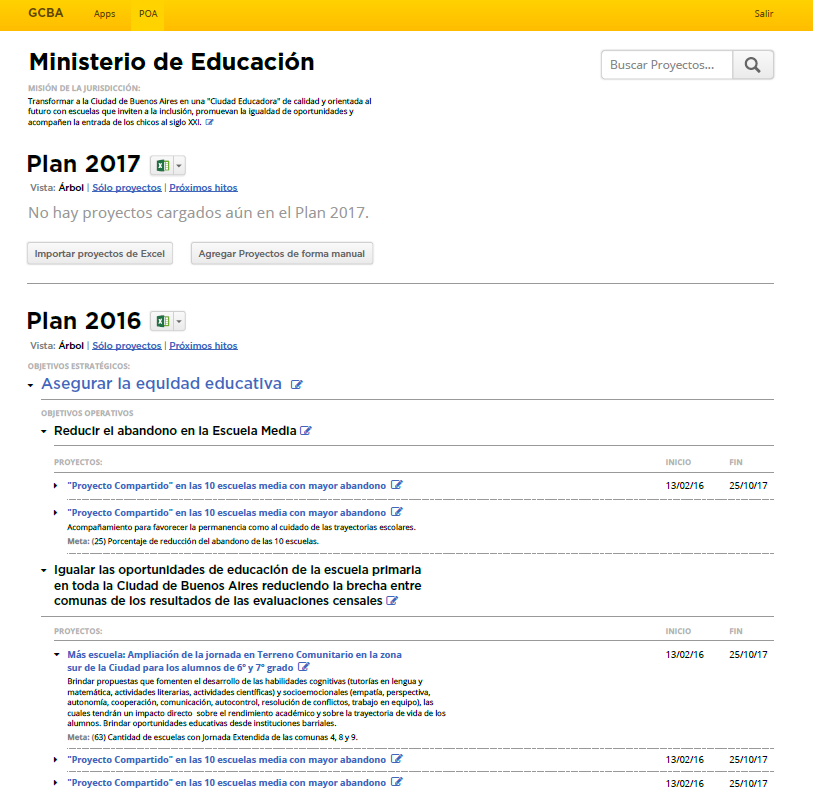 GCBA Apps POA Salir
Ministerio de Educación
Buscar Proyectos...
MISIÓN DE LA JURISDICCIÓN:
Transformar a la Ciudad de Buenos Aires en una "Ciudad Educadora" de calidad y orientada al
futuro con escuelas que inviten a la inclusión, promuevan la igualdad de oportunidades y
acompañen la entrada de los chicos al siglo XXI.
Plan 2017
Vista: Árbol | Sólo proyectos | Próximos hitos
No hay proyectos cargados aún en el Plan 2017.
Importar proyectos de Excel Agregar Proyectos de forma manual
Plan 2016
Vista: Árbol | Sólo proyectos | Próximos hitos
OBJETIVOS ESTRATÉGICOS:
Asegurar la equidad educativa
OBJETIVOS OPERATIVOS
Reducir el abandono en la Escuela Media
PROYECTOS: INICIO FIN
"Proyecto Compartido" en las 10 escuelas media con mayor abandono 13/02/16 25/10/17
"Proyecto Compartido" en las 10 escuelas media con mayor abandono
Acompañamiento para favorecer la permanencia como al cuidado de las trayectorias escolares.
Meta: (25) Porcentaje de reducción del abandono de las 10 escuelas.
Igualar las oportunidades de educación de la escuela primaria
en toda la Ciudad de Buenos Aires reduciendo la brecha entre
comunas de los resultados de las evaluaciones censales
PROYECTOS: INICIO FIN
Más escuela: Ampliación de la jornada en Terreno Comunitario en la zona 13/02/16 25/10/17
sur de la Ciudad para los alumnos de 6º y 7º grado
Brindar propuestas que fomenten el desarrollo de las habilidades cognitivas (tutorías en lengua y
matemática, actividades literarias, actividades científicas) y socioemocionales (empatía, perspectiva,
autonomía, cooperación, comunicación, autocontrol, resolución de conflictos, trabajo en equipo), las
cuales tendrán un impacto directo sobre el rendimiento académico y sobre la trayectoria de vida de los
alumnos. Brindar oportunidades educativas desde instituciones barriales.
Meta: (63) Cantidad de escuelas con Jornada Extendida de las comunas 4, 8 y 9.
"Proyecto Compartido" en las 10 escuelas media con mayor abandono 13/02/16 25/10/17
"Proyecto Compartido" en las 10 escuelas media con mayor abandono 13/02/16 25/10/17